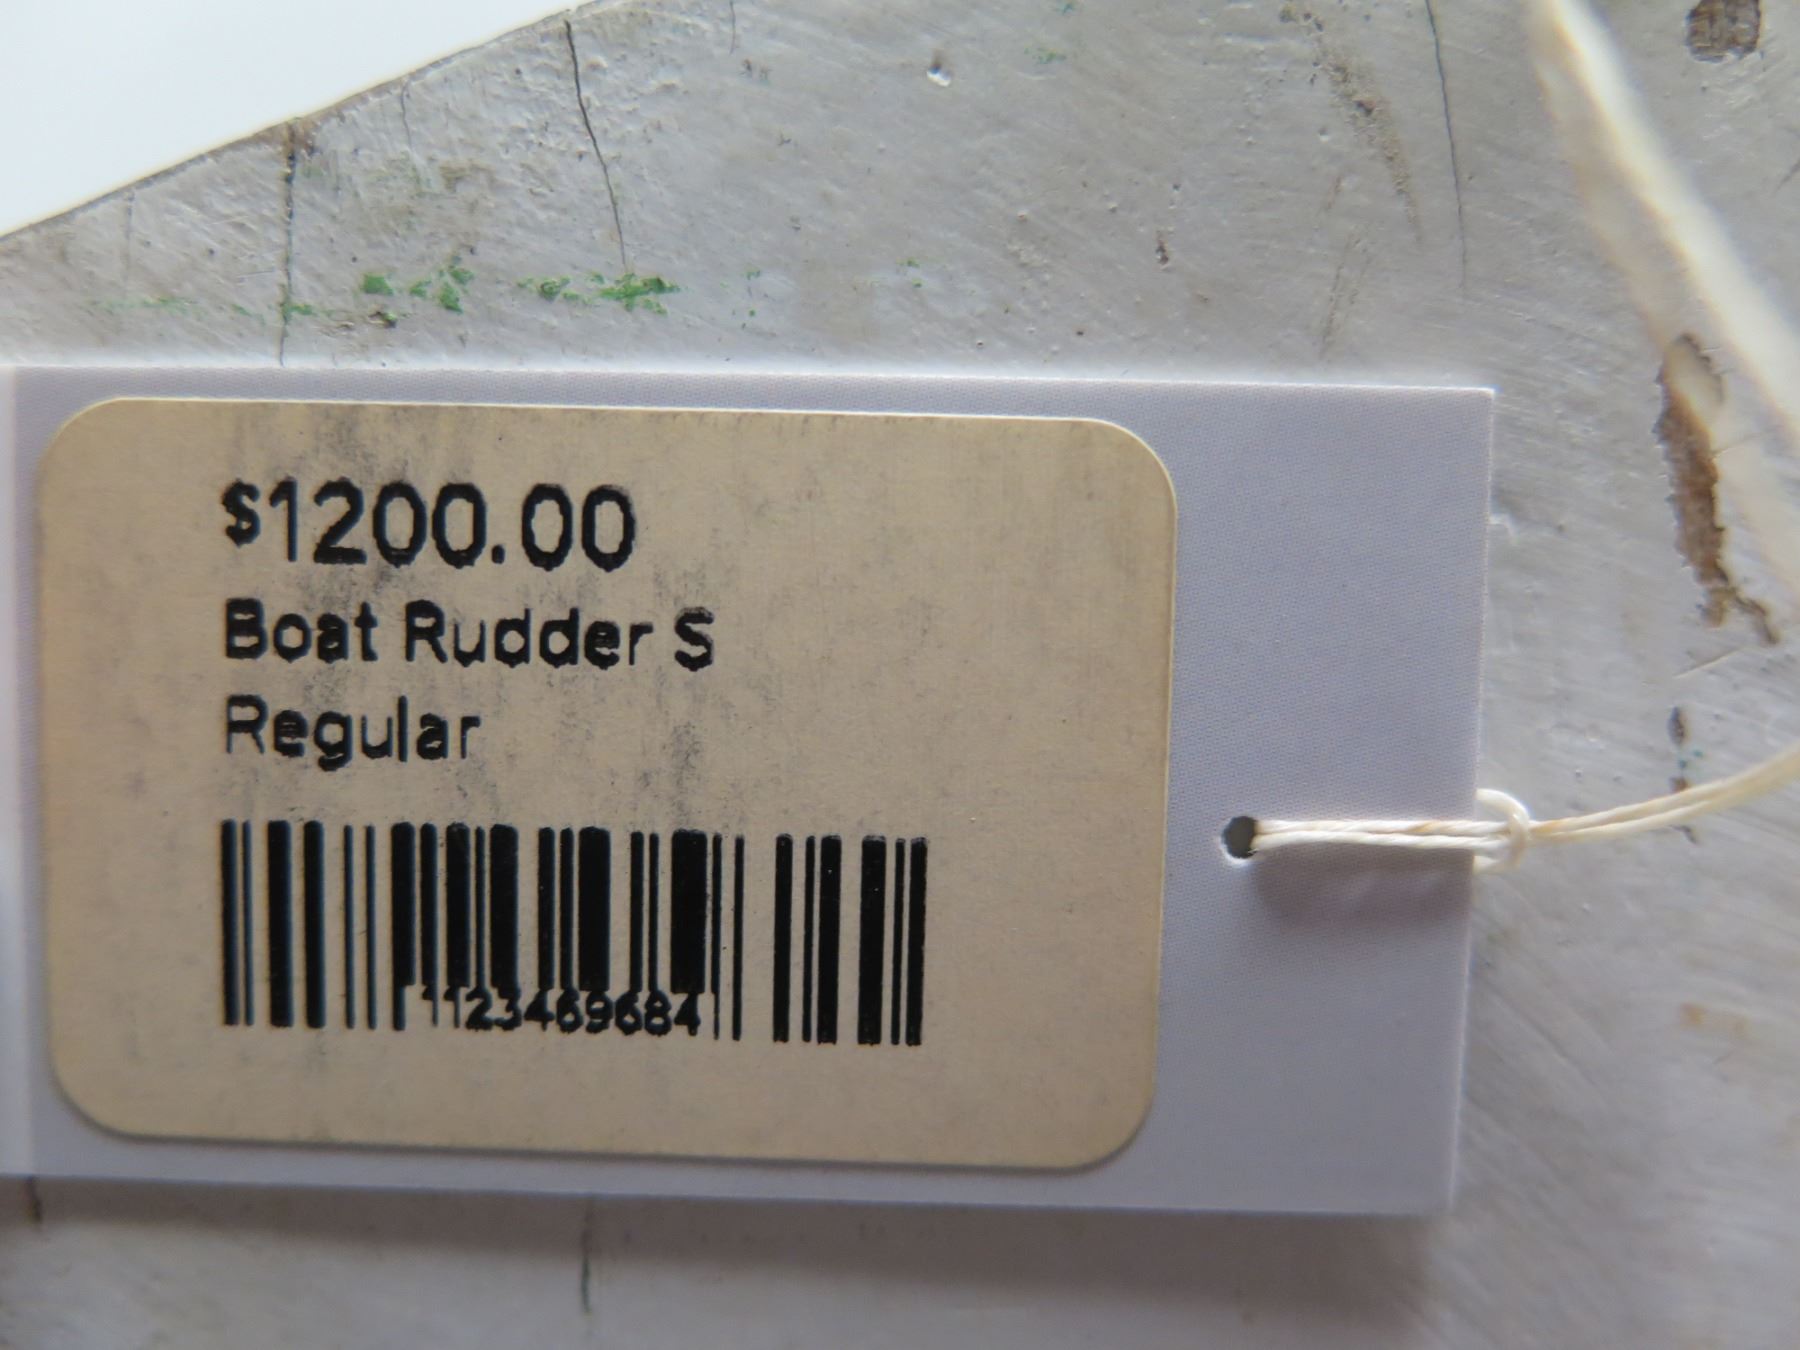 $1200.00
Boat Rudder S
Regular
1123469684